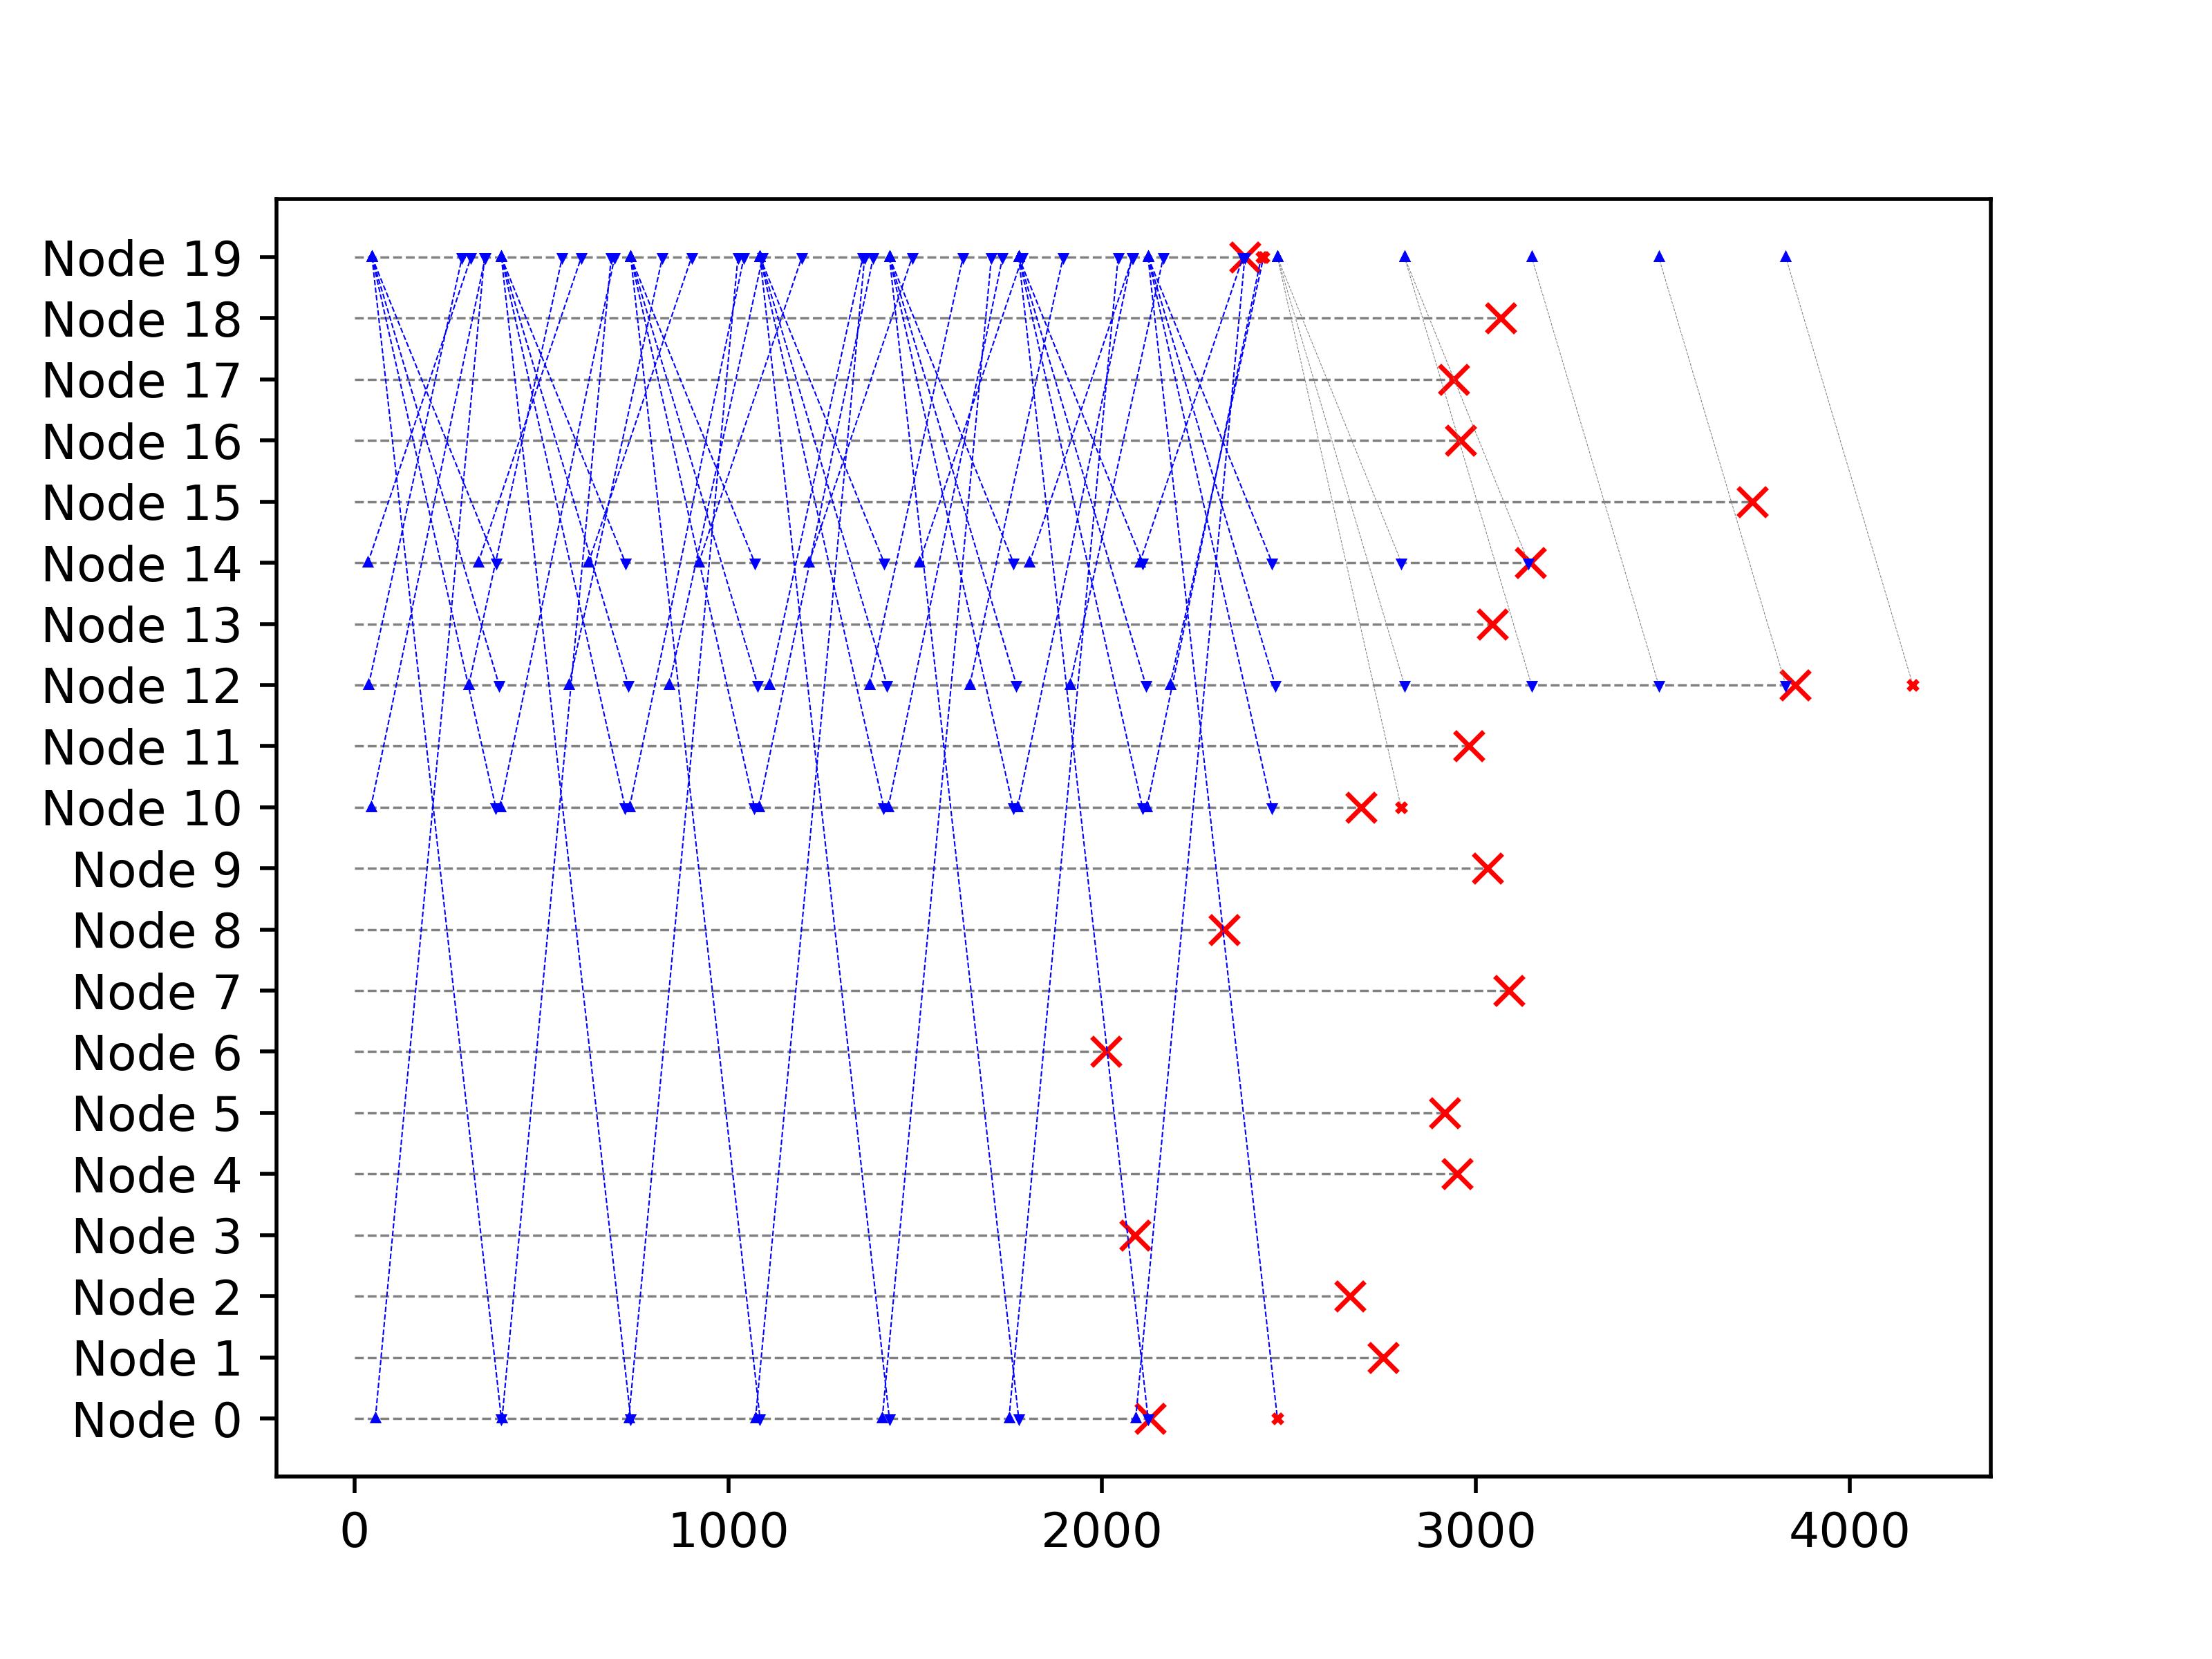 Node 19
Node 18
Node 17
Node 16
Node 15
Node 14
Node 13
Node 12
Node 11
Node 10
Node 9
Node 8
Node 7
Node 6
Node 5
Node 4
Node 3
Node 2
Node 1
Node 0
0 1000 2000 3000 4000